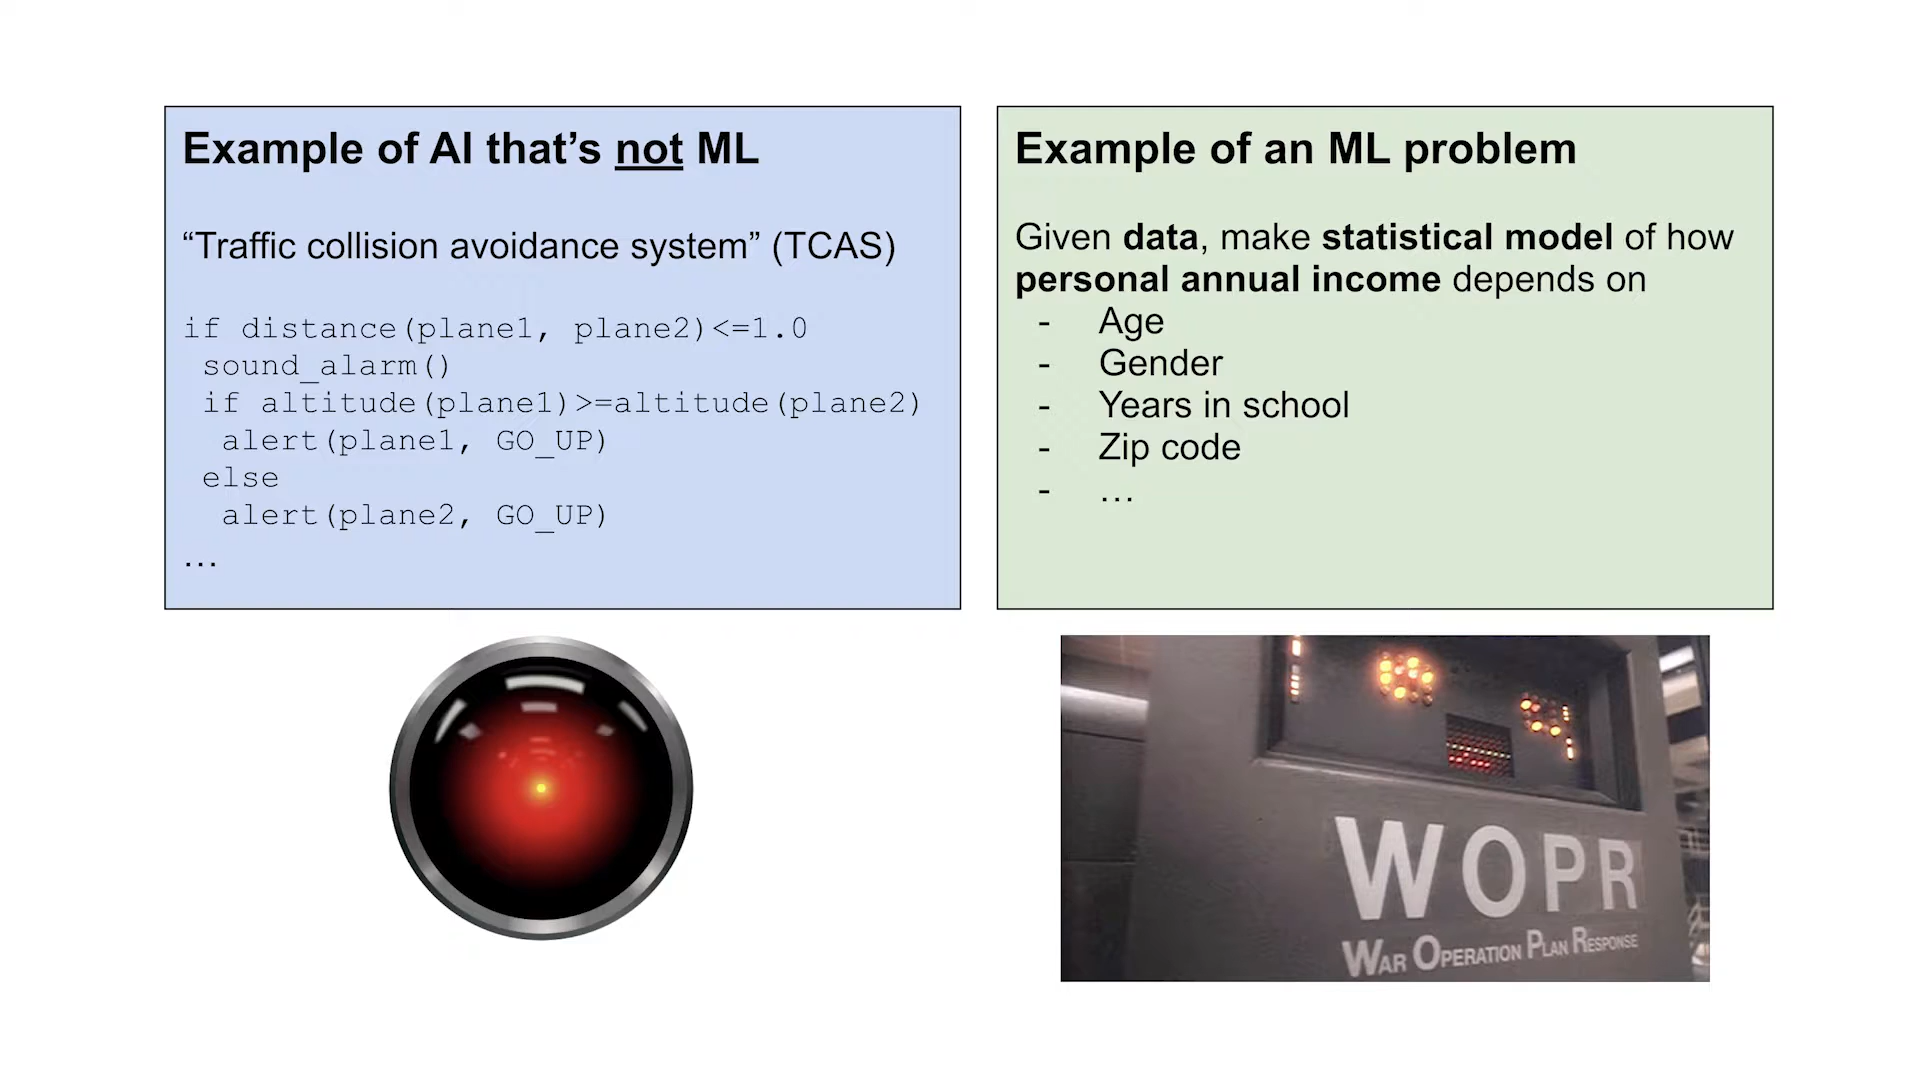 Example of AI that’s not ML
“Traffic collision avoidance system” (TCAS)
if distance(plane1, plane2)<=1.0
sound_alarm()
if altitude(plane1)>=altitude(plane2)
alert(plane1, GO_UP)
else
alert(plane2, GO_UP)
…
Example of an ML problem
Given data, make statistical model of how
personal annual income depends on
- Age
- Gender
- Years in school
- Zip code
- …
WOPR
WAR OPERATION PLAN RESPONSE